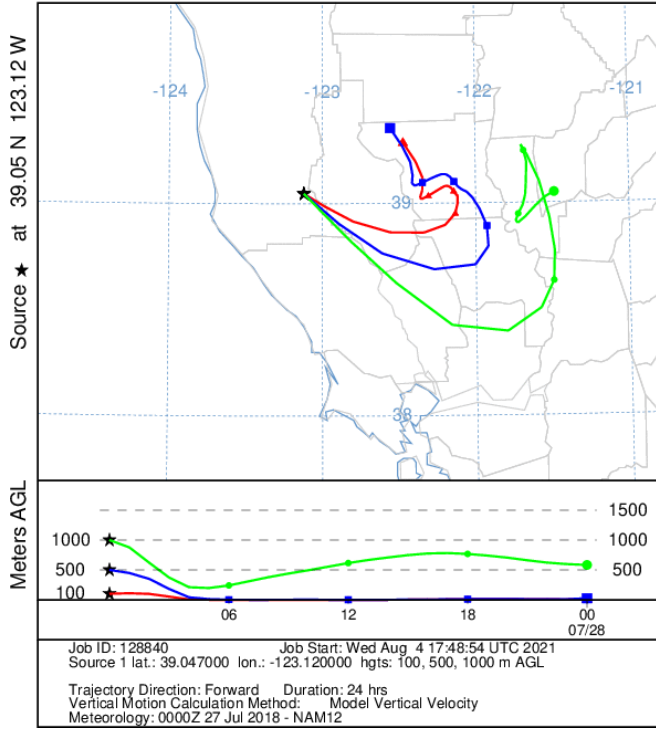 Source ★ at 39.05 N 123.12 W
-124 -123 -122 -121
39
38
Meters AGL
1500
1000
500
100
1500
1000
500
06 12 18 00
07/28
Job ID: 128840 Job Start: Wed Aug 4 17:48:54 UTC 2021
Source 1 lat.: 39.047000 lon.: -123.120000 hgts: 100, 500, 1000 m AGL
Trajectory Direction: Forward Duration: 24 hrs
Vertical Motion Calculation Method: Model Vertical Velocity
Meteorology: 0000Z 27 Jul 2018 - NAM12